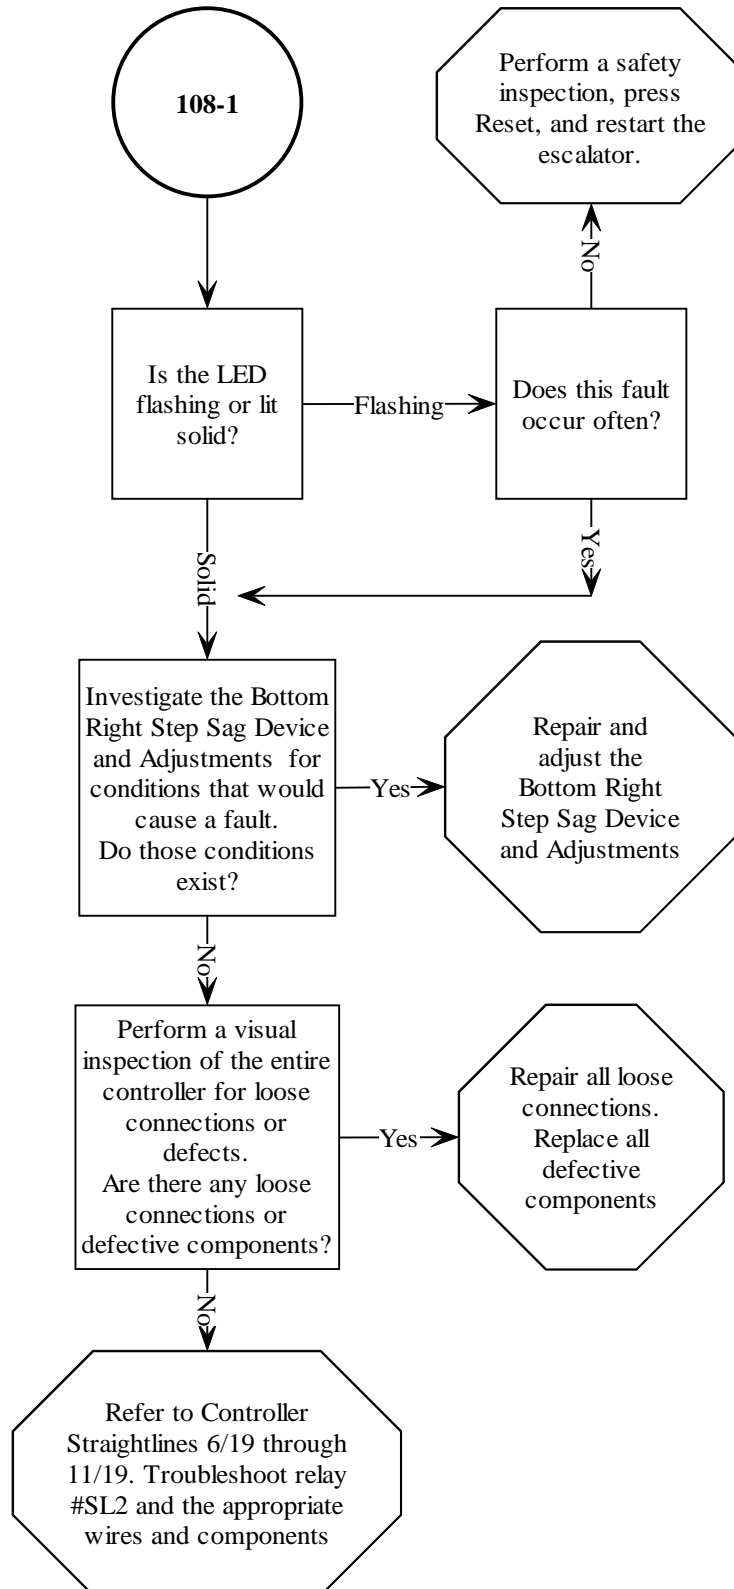 108-1
Perform a safety
inspection, press
Reset, and restart the
escalator.
No
Is the LED
flashing or lit
solid?
Flashing
Does this fault
occur often?
Solid
Yes
Investigate the Bottom
Right Step Sag Device
and Adjustments for
conditions that would
cause a fault.
Do those conditions
exist?
Yes
Repair and
adjust the
Bottom Right
Step Sag Device
and Adjustments
No
Perform a visual
inspection of the entire
controller for loose
connections or
defects.
Are there any loose
connections or
defective components?
Yes
Repair all loose
connections.
Replace all
defective
components
No
Refer to Controller
Straightlines 6/19 through
11/19. Troubleshoot relay
#SL2 and the appropriate
wires and components